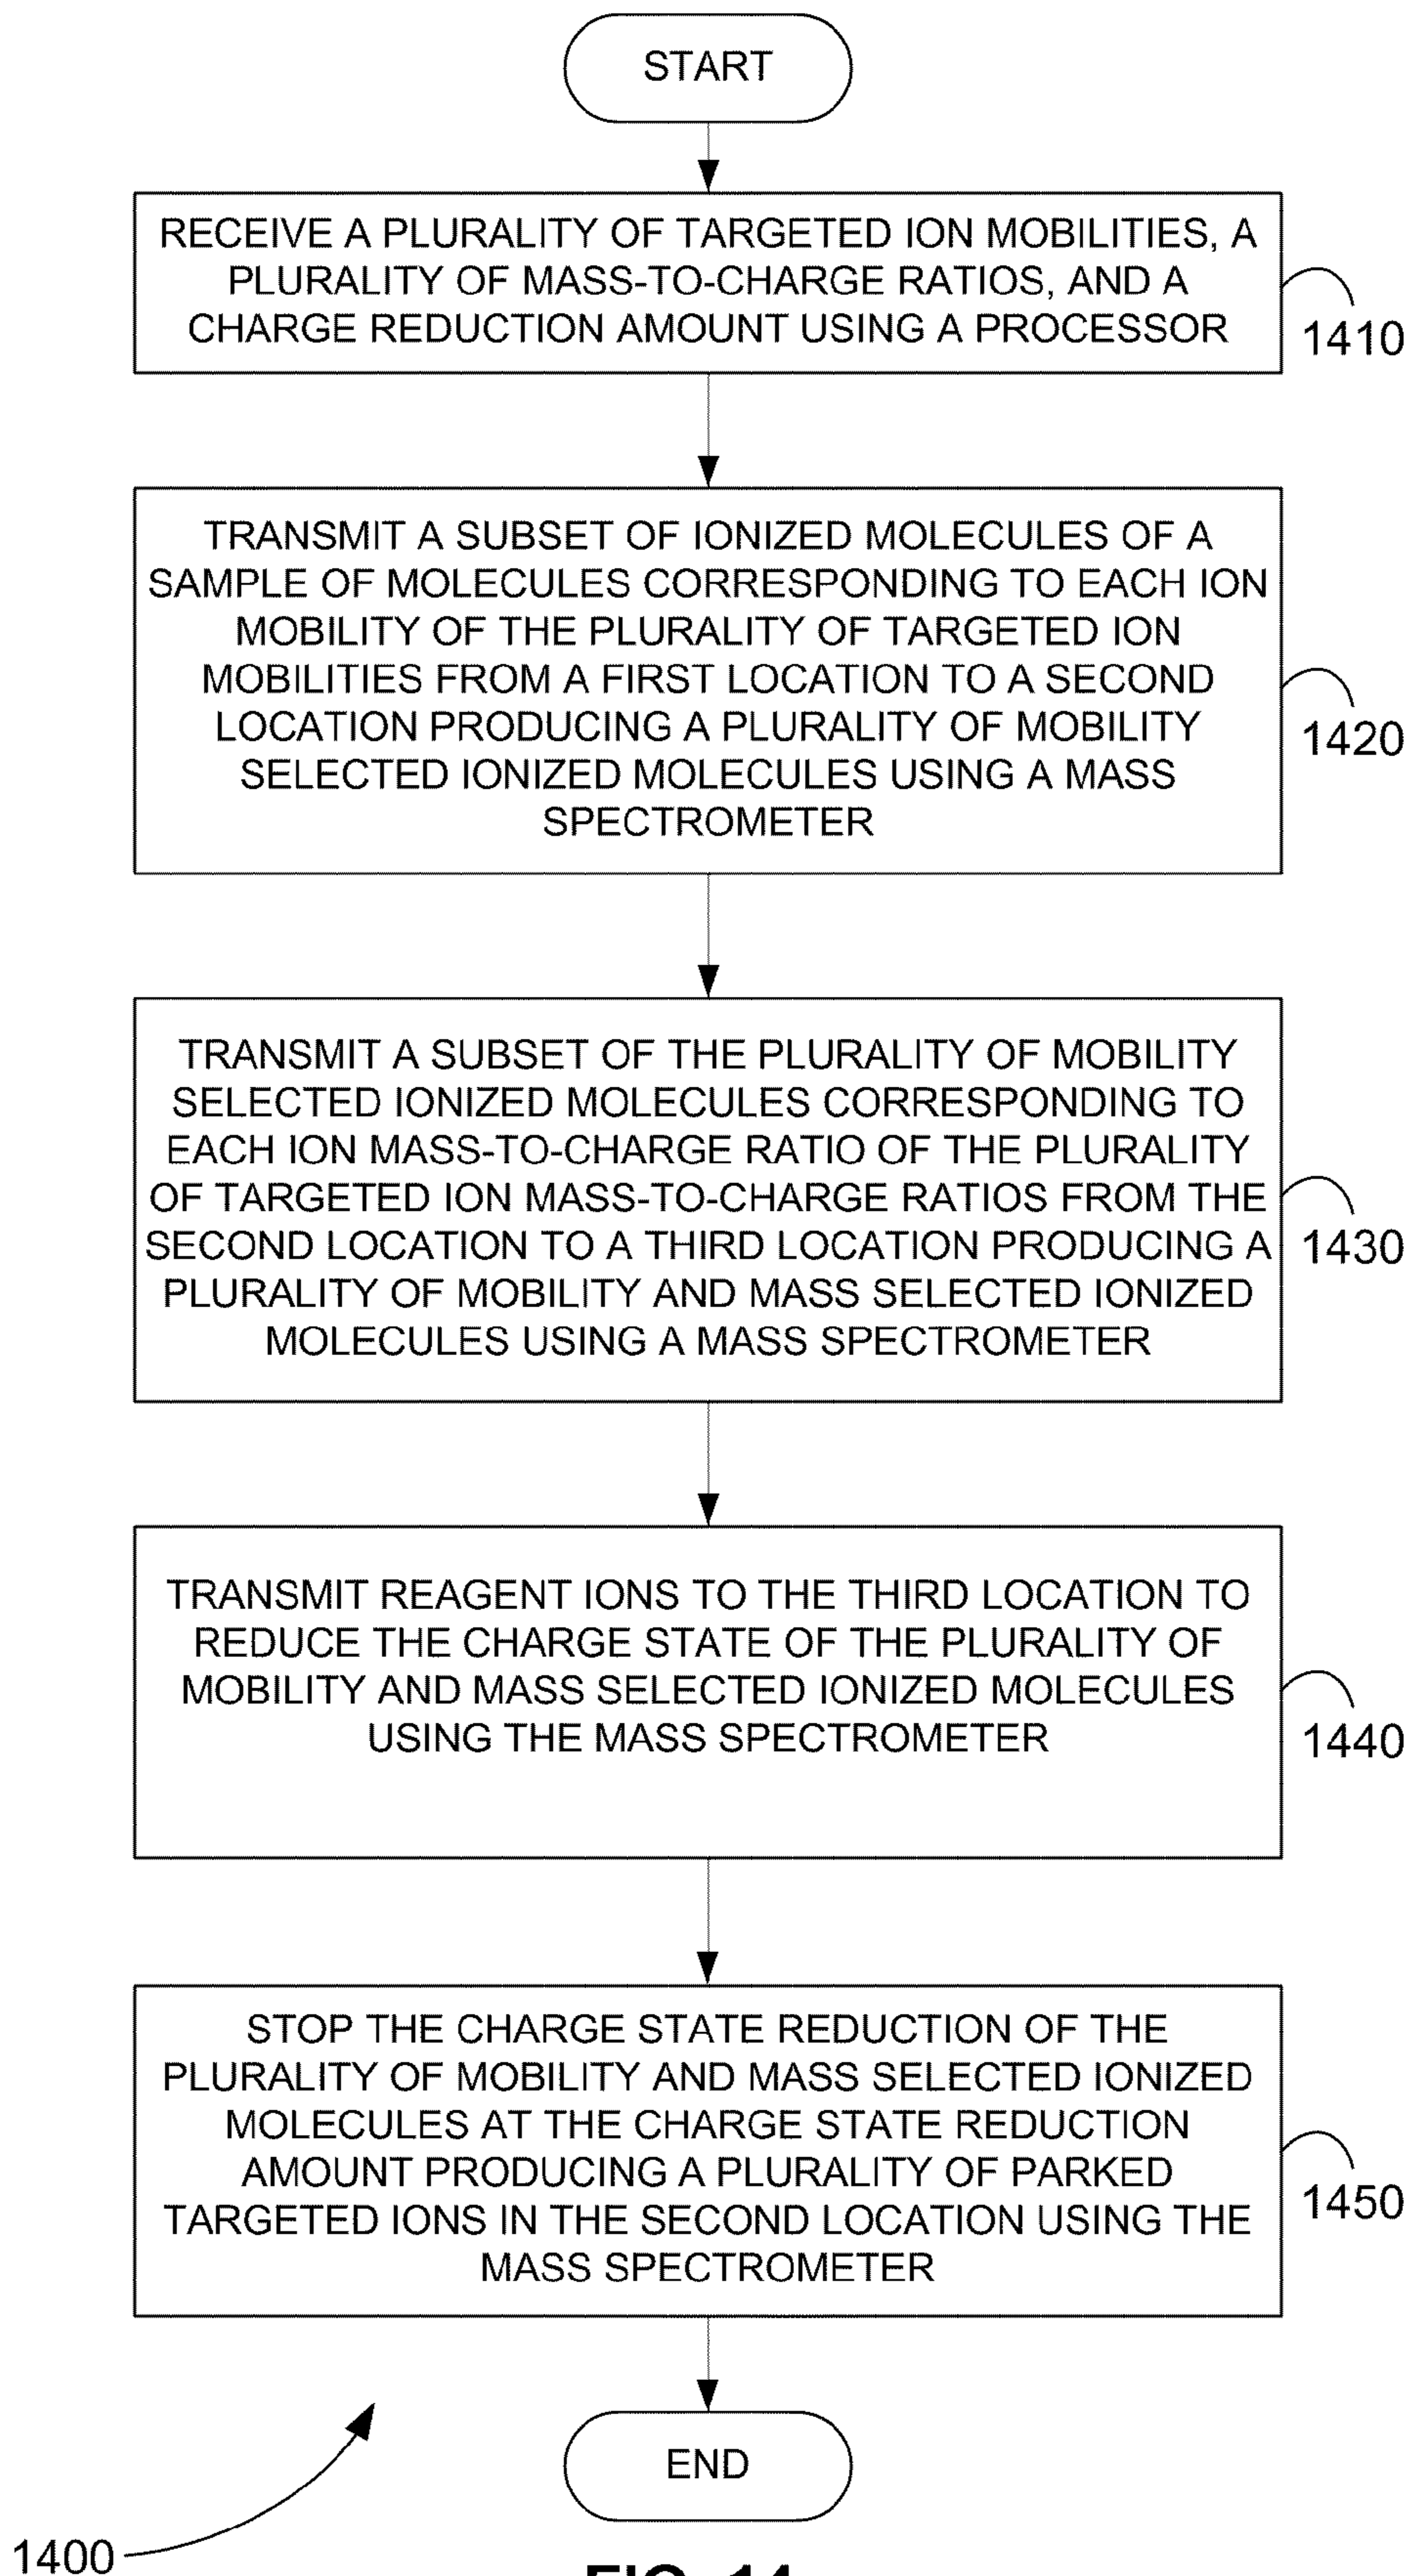 START
RECEIVE A PLURALITY OF TARGETED ION MOBILITIES, A
PLURALITY OF MASS-TO-CHARGE RATIOS, AND A
CHARGE REDUCTION AMOUNT USING A PROCESSOR
1410
TRANSMIT A SUBSET OF IONIZED MOLECULES OF A
SAMPLE OF MOLECULES CORRESPONDING TO EACH ION
MOBILITY OF THE PLURALITY OF TARGETED ION
MOBILITIES FROM A FIRST LOCATION TO A SECOND
LOCATION PRODUCING A PLURALITY OF MOBILITY
SELECTED IONIZED MOLECULES USING A MASS
SPECTROMETER
1420
TRANSMIT A SUBSET OF THE PLURALITY OF MOBILITY
SELECTED IONIZED MOLECULES CORRESPONDING TO
EACH ION MASS-TO-CHARGE RATIO OF THE PLURALITY
OF TARGETED ION MASS-TO-CHARGE RATIOS FROM THE
SECOND LOCATION TO A THIRD LOCATION PRODUCING A
PLURALITY OF MOBILITY AND MASS SELECTED IONIZED
MOLECULES USING A MASS SPECTROMETER
1430
TRANSMIT REAGENT IONS TO THE THIRD LOCATION TO
REDUCE THE CHARGE STATE OF THE PLURALITY OF
MOBILITY AND MASS SELECTED IONIZED MOLECULES
USING THE MASS SPECTROMETER
1440
STOP THE CHARGE STATE REDUCTION OF THE
PLURALITY OF MOBILITY AND MASS SELECTED IONIZED
MOLECULES AT THE CHARGE STATE REDUCTION
AMOUNT PRODUCING A PLURALITY OF PARKED
TARGETED IONS IN THE SECOND LOCATION USING THE
MASS SPECTROMETER
1450
END
1400
FIG. 14